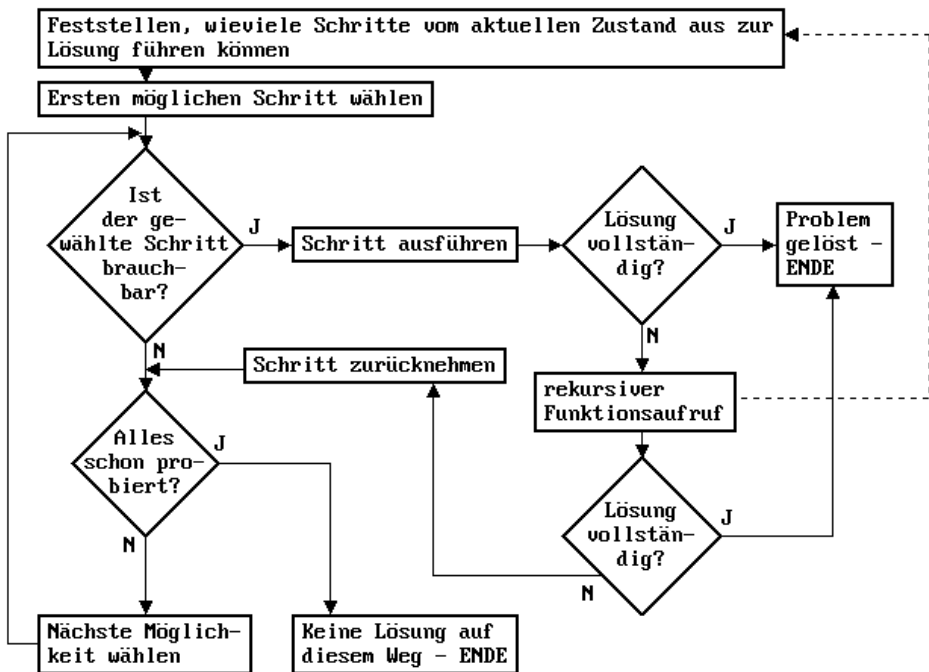 Feststellen, wieviele Schritte vom aktuellen Zustand aus zur
Lösung führen können
Ersten möglichen Schritt wählen
Ist
der ge-
wählte Schritt
brauch-
bar?
J
N
Schritt ausführen
Lösung
vollstän-
dig?
J
N
Problem
gelöst -
ENDE
Schritt zurücknehmen
rekursiver
Funktionsaufruf
Alles
schon pro-
biert?
J
N
Lösung
vollstän-
dig?
J
N
Nächste Möglich-
keit wählen
Keine Lösung auf
diesem Weg - ENDE